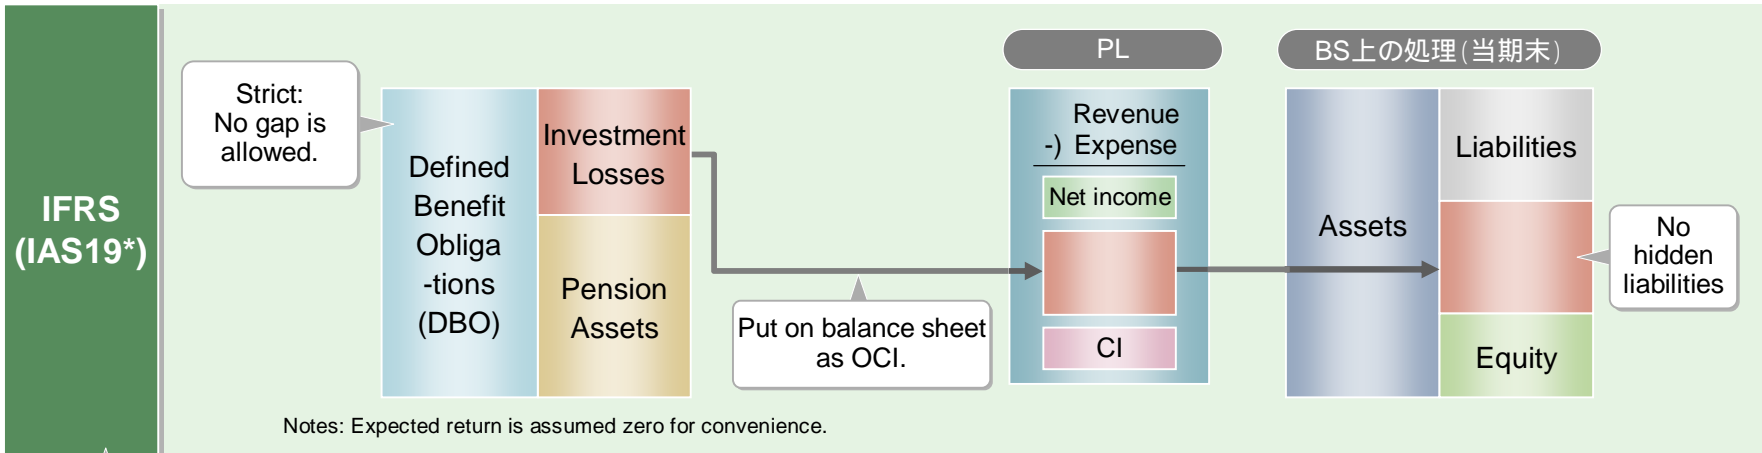 IFRS
(IAS19*)
Strict:
No gap is
allowed.
Defined
Benefit
Obliga
-tions
(DBO)
Investment
Losses
Pension
Assets
Put on balance sheet
as OCI.
PL
Revenue
-) Expense
Net income
CI
BS上の処理(当期末)
Assets
Liabilities
Equity
No
hidden
liabilities
Notes: Expected return is assumed zero for convenience.